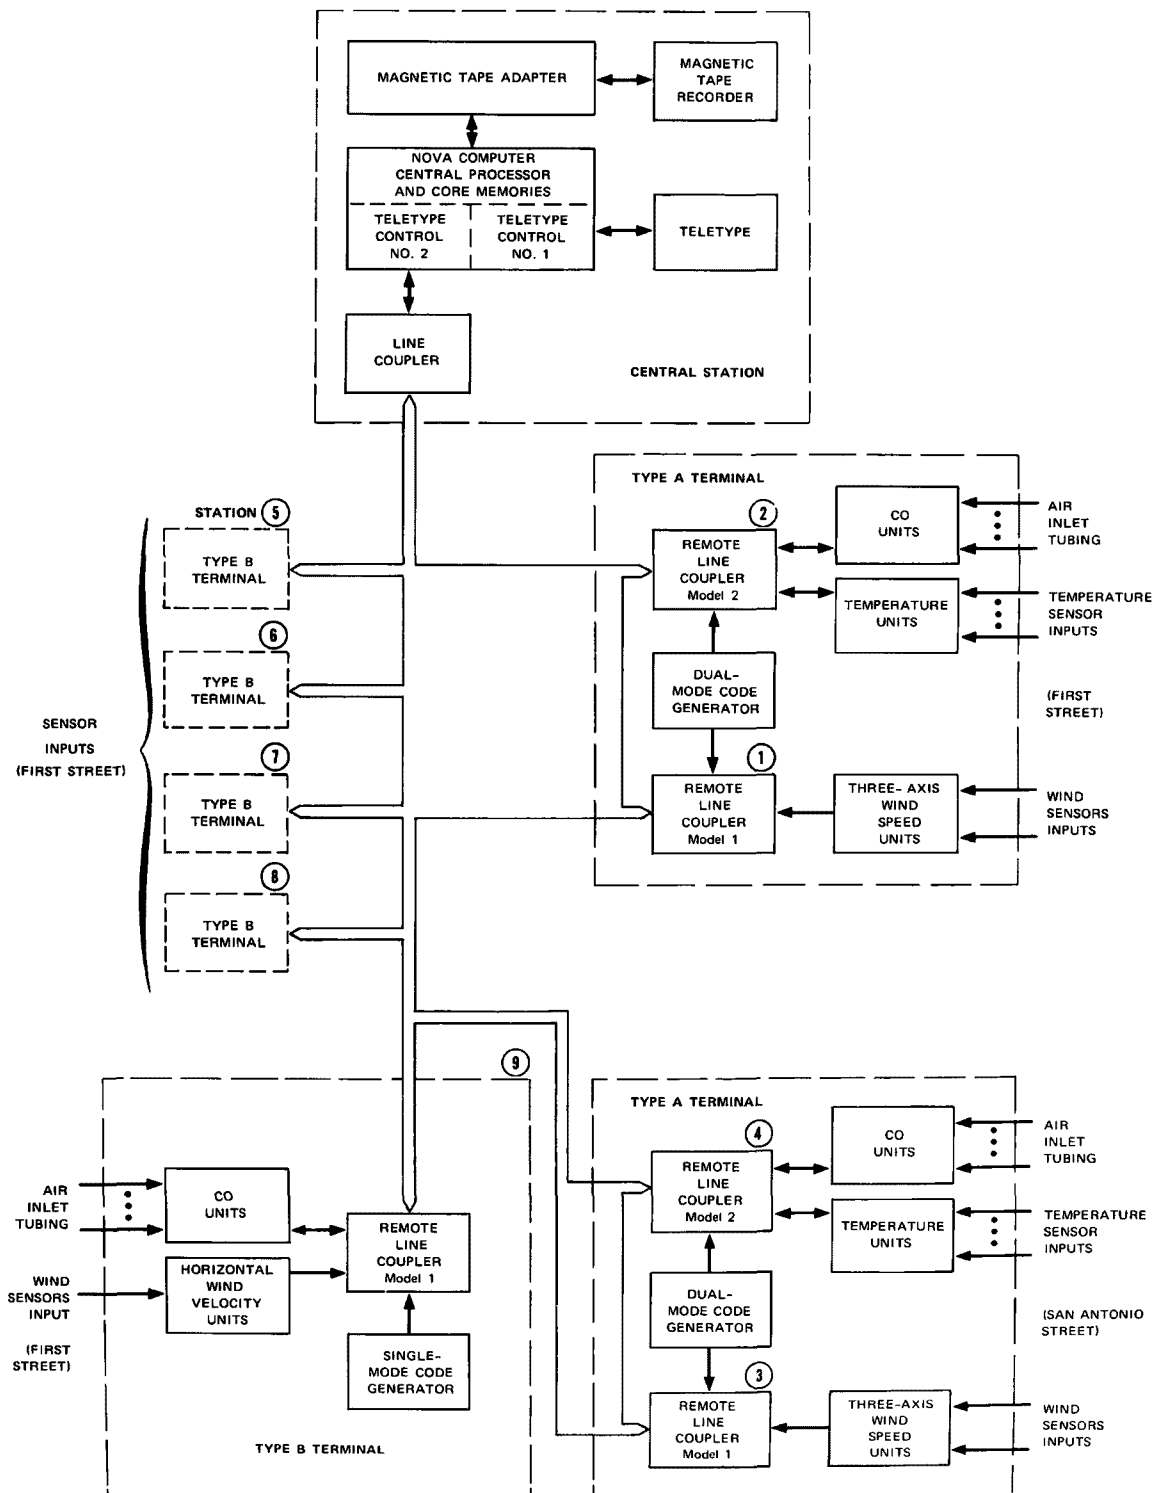 MAGNETIC TAPE ADAPTER
MAGNETIC
TAPE
RECORDER
NOVA COMPUTER
CENTRAL PROCESSOR
AND CORE MEMORIES
TELETYPE
CONTROL
NO. 2
TELETYPE
CONTROL
NO. 1
TELETYPE
LINE
COUPLER
CENTRAL STATION
STATION 5
TYPE B
TERMINAL
6
TYPE B
TERMINAL
7
TYPE B
TERMINAL
8
TYPE B
TERMINAL
SENSOR
INPUTS
(FIRST STREET)
TYPE A TERMINAL
2
REMOTE
LINE
COUPLER
Model 2
CO
UNITS
AIR
INLET
TUBING
TEMPERATURE
UNITS
TEMPERATURE
SENSOR
INPUTS
DUAL-
MODE CODE
GENERATOR
(FIRST
STREET)
1
REMOTE
LINE
COUPLER
Model 1
THREE- AXIS
WIND
SPEED
UNITS
WIND
SENSORS
INPUTS
9
AIR
INLET
TUBING
CO
UNITS
REMOTE
LINE
COUPLER
Model 1
WIND
SENSORS
INPUT
HORIZONTAL
WIND
VELOCITY
UNITS
(FIRST
STREET)
SINGLE-
MODE CODE
GENERATOR
TYPE B TERMINAL
TYPE A TERMINAL
4
REMOTE
LINE
COUPLER
Model 2
CO
UNITS
AIR
INLET
TUBING
TEMPERATURE
UNITS
TEMPERATURE
SENSOR
INPUTS
DUAL-
MODE CODE
GENERATOR
(SAN ANTONIO
STREET)
3
REMOTE
LINE
COUPLER
Model 1
THREE-AXIS
WIND
SPEED
UNITS
WIND
SENSORS
INPUTS